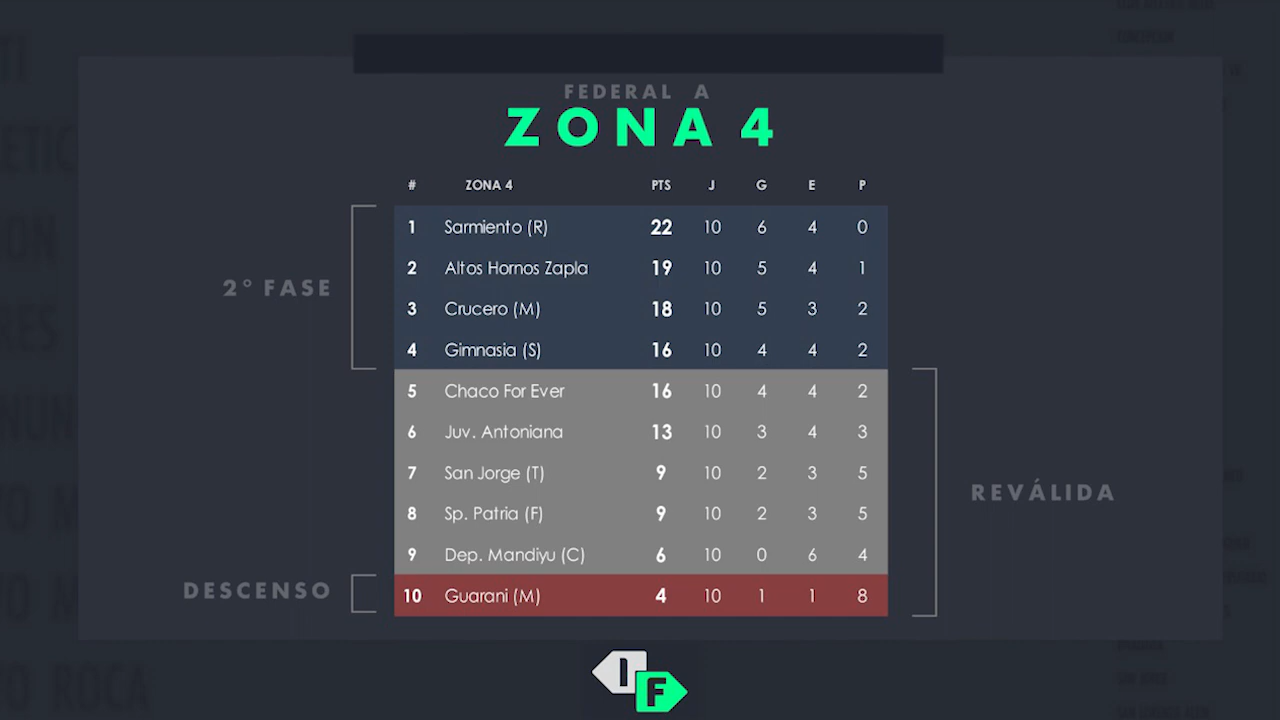 FEDERAL A
ZONA 4
# ZONA 4 PTS J G E P
1 Sarmiento (R) 22 10 6 4 0
2 Altos Hornos Zapla 19 10 5 4 1
3 Crucero (M) 18 10 5 3 2
4 Gimnasia (S) 16 10 4 4 2
5 Chaco For Ever 16 10 4 4 2
6 Juv. Antoniana 13 10 3 4 3
7 San Jorge (T) 9 10 2 3 5
8 Sp. Patria (F) 9 10 2 3 5
9 Dep. Mandiyu (C) 6 10 0 6 4
10 Guarani (M) 4 10 1 1 8
2° FASE
REVÁLIDA
DESCENSO
ROCA
IF